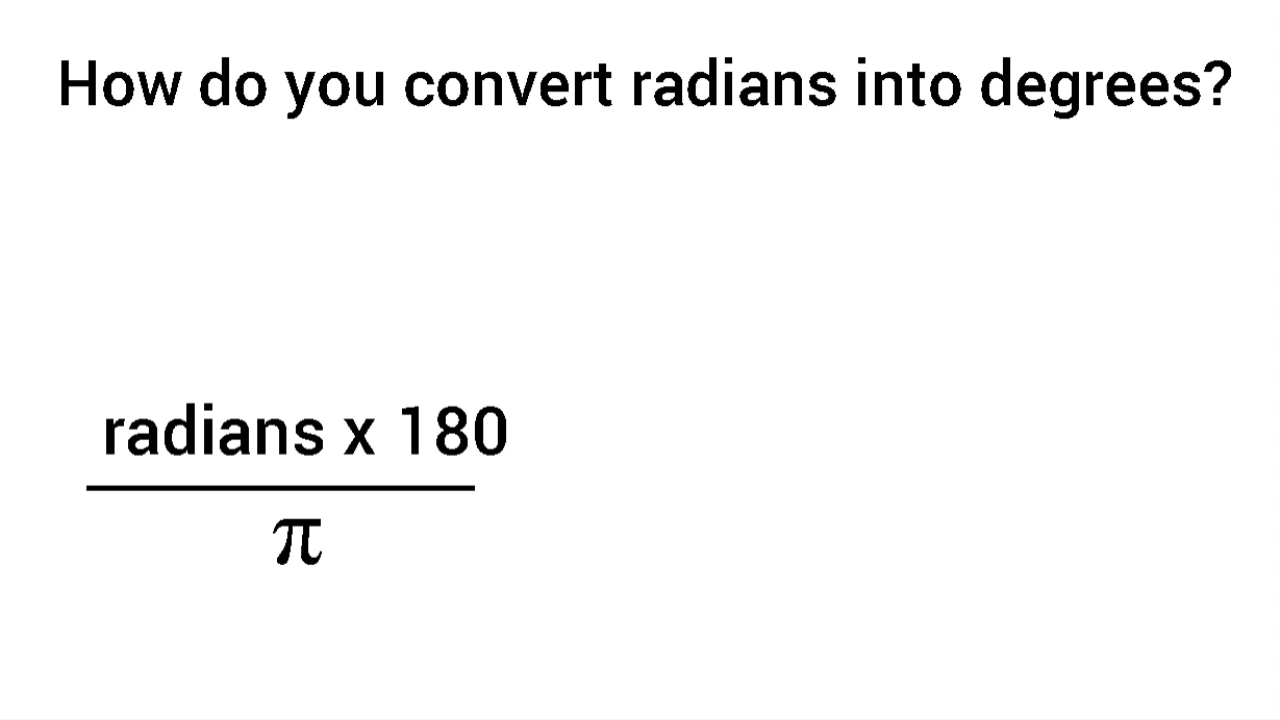 How do you convert radians into degrees?
radians x 180
π